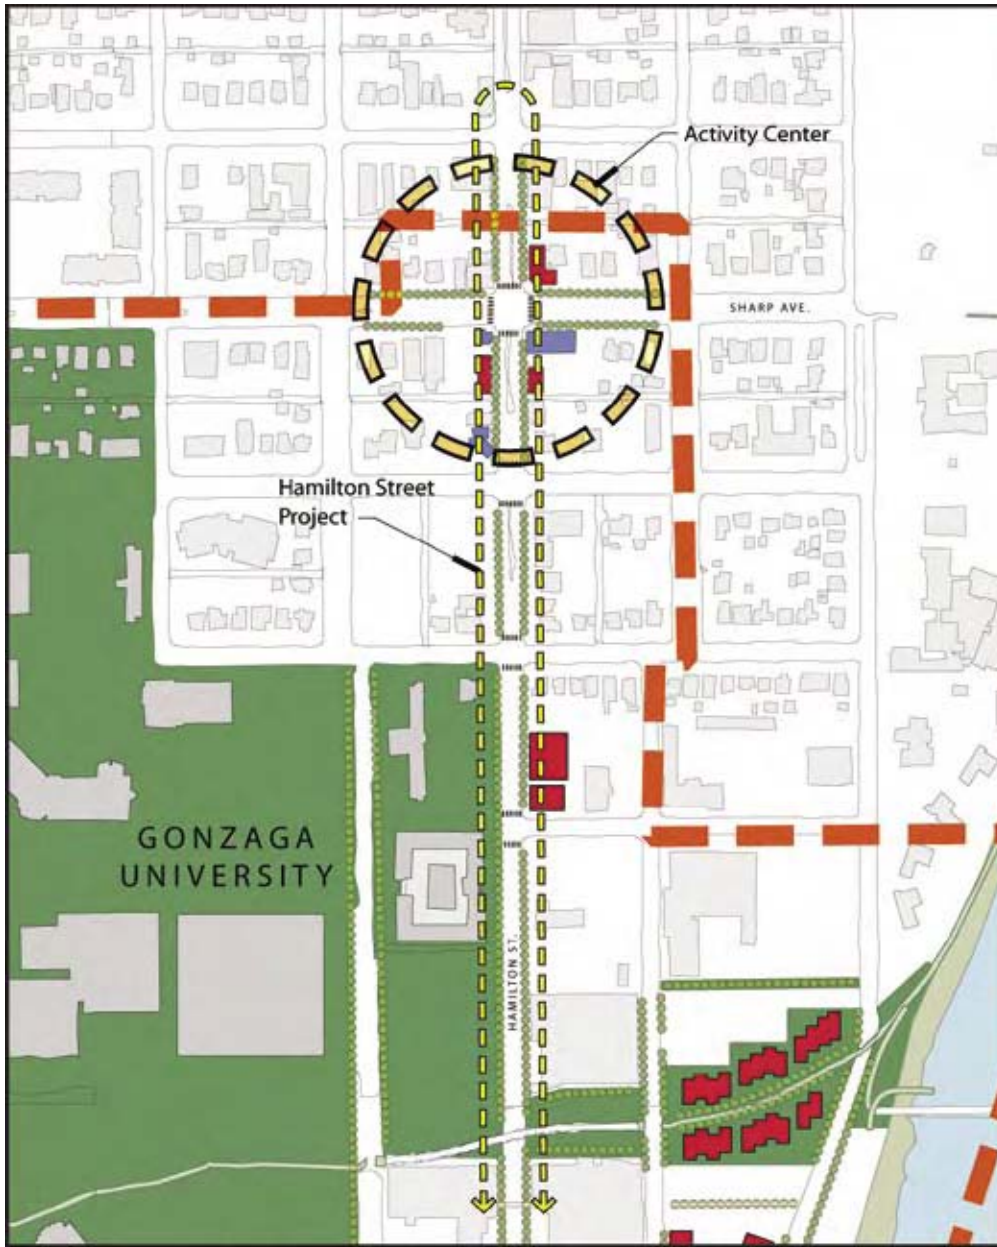 Activity Center
SHARP AVE.
Hamilton Street
Project
GONZAGA
UNIVERSITY
HAMILTON ST.